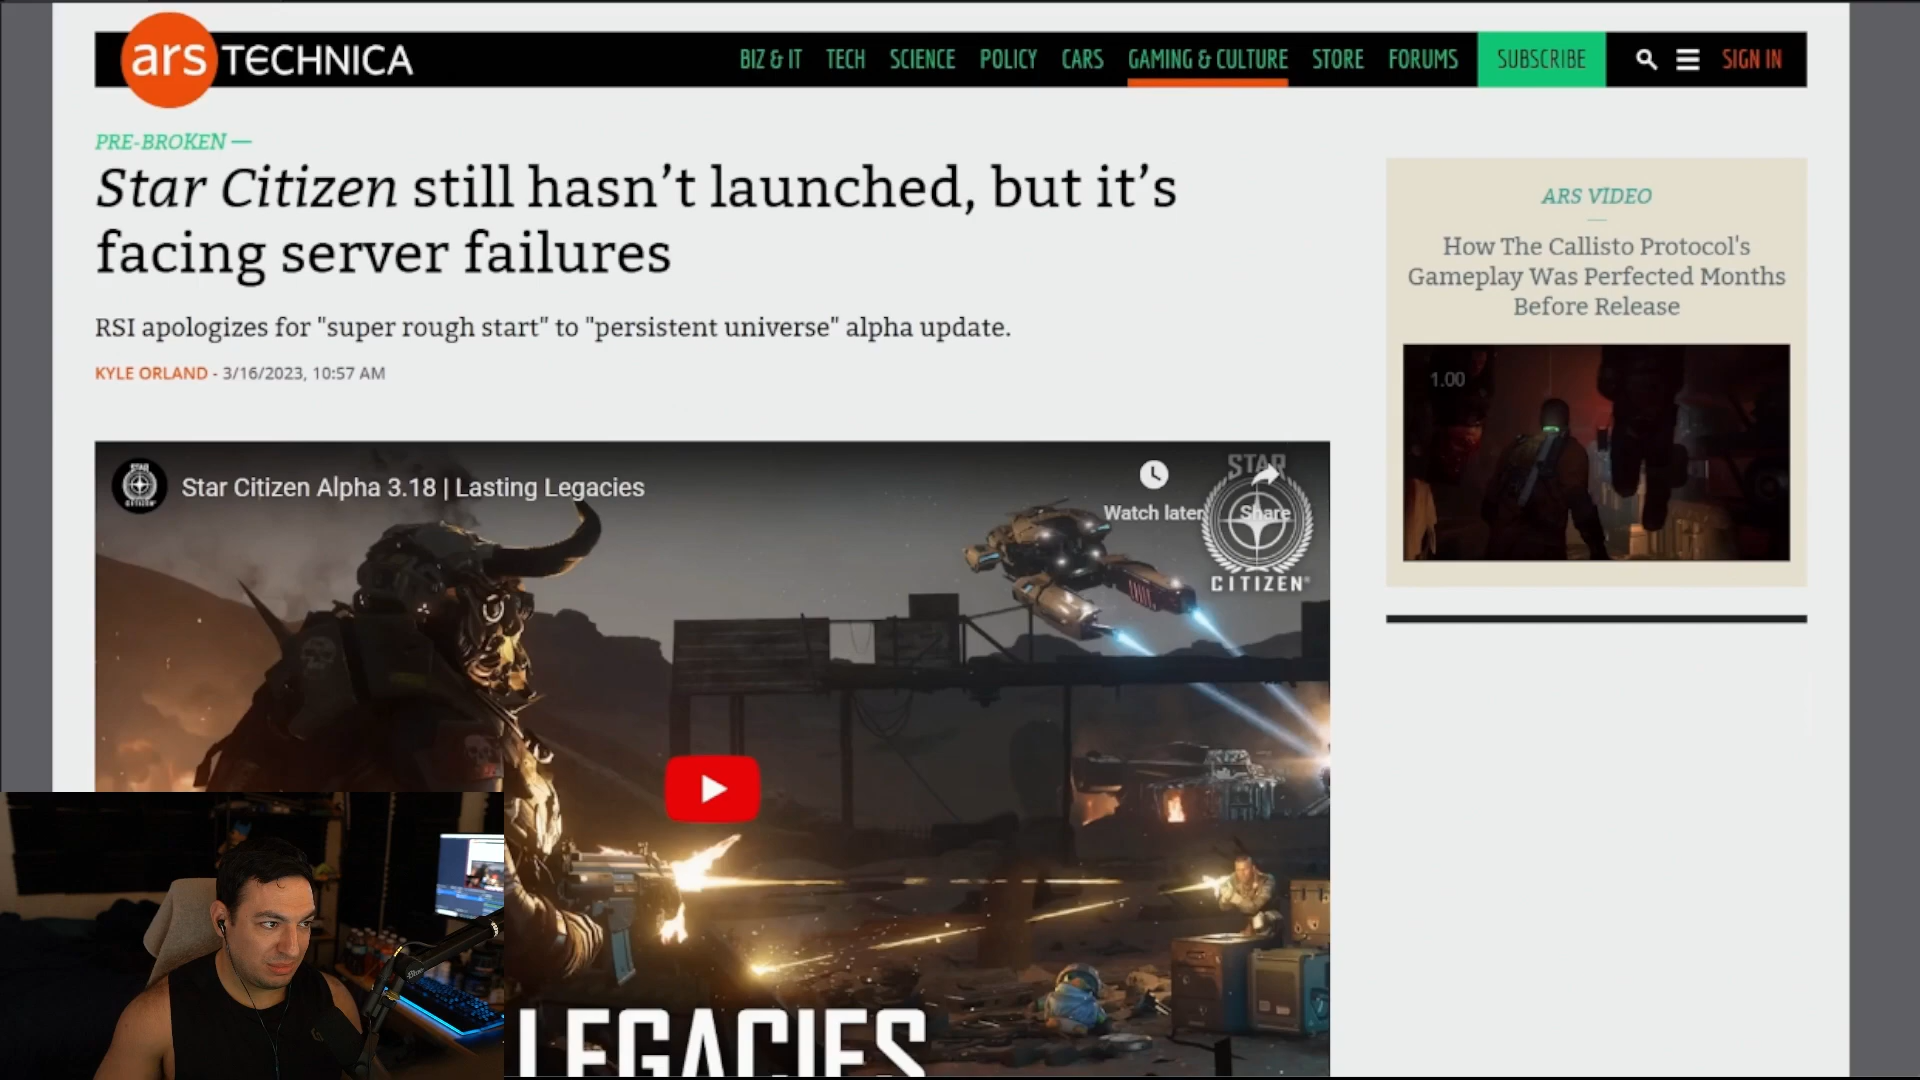 ars TECHNICA
BIZ & IT TECH SCIENCE POLICY CARS GAMING & CULTURE STORE FORUMS SUBSCRIBE SIGN IN
PRE-BROKEN —
Star Citizen still hasn’t launched, but it’s
facing server failures
RSI apologizes for "super rough start" to "persistent universe" alpha update.
KYLE ORLAND - 3/16/2023, 10:57 AM
ARS VIDEO
How The Callisto Protocol's
Gameplay Was Perfected Months
Before Release
1.00
Star Citizen Alpha 3.18 | Lasting Legacies
Watch later
Share
STAR
CITIZEN®
LEGACIES